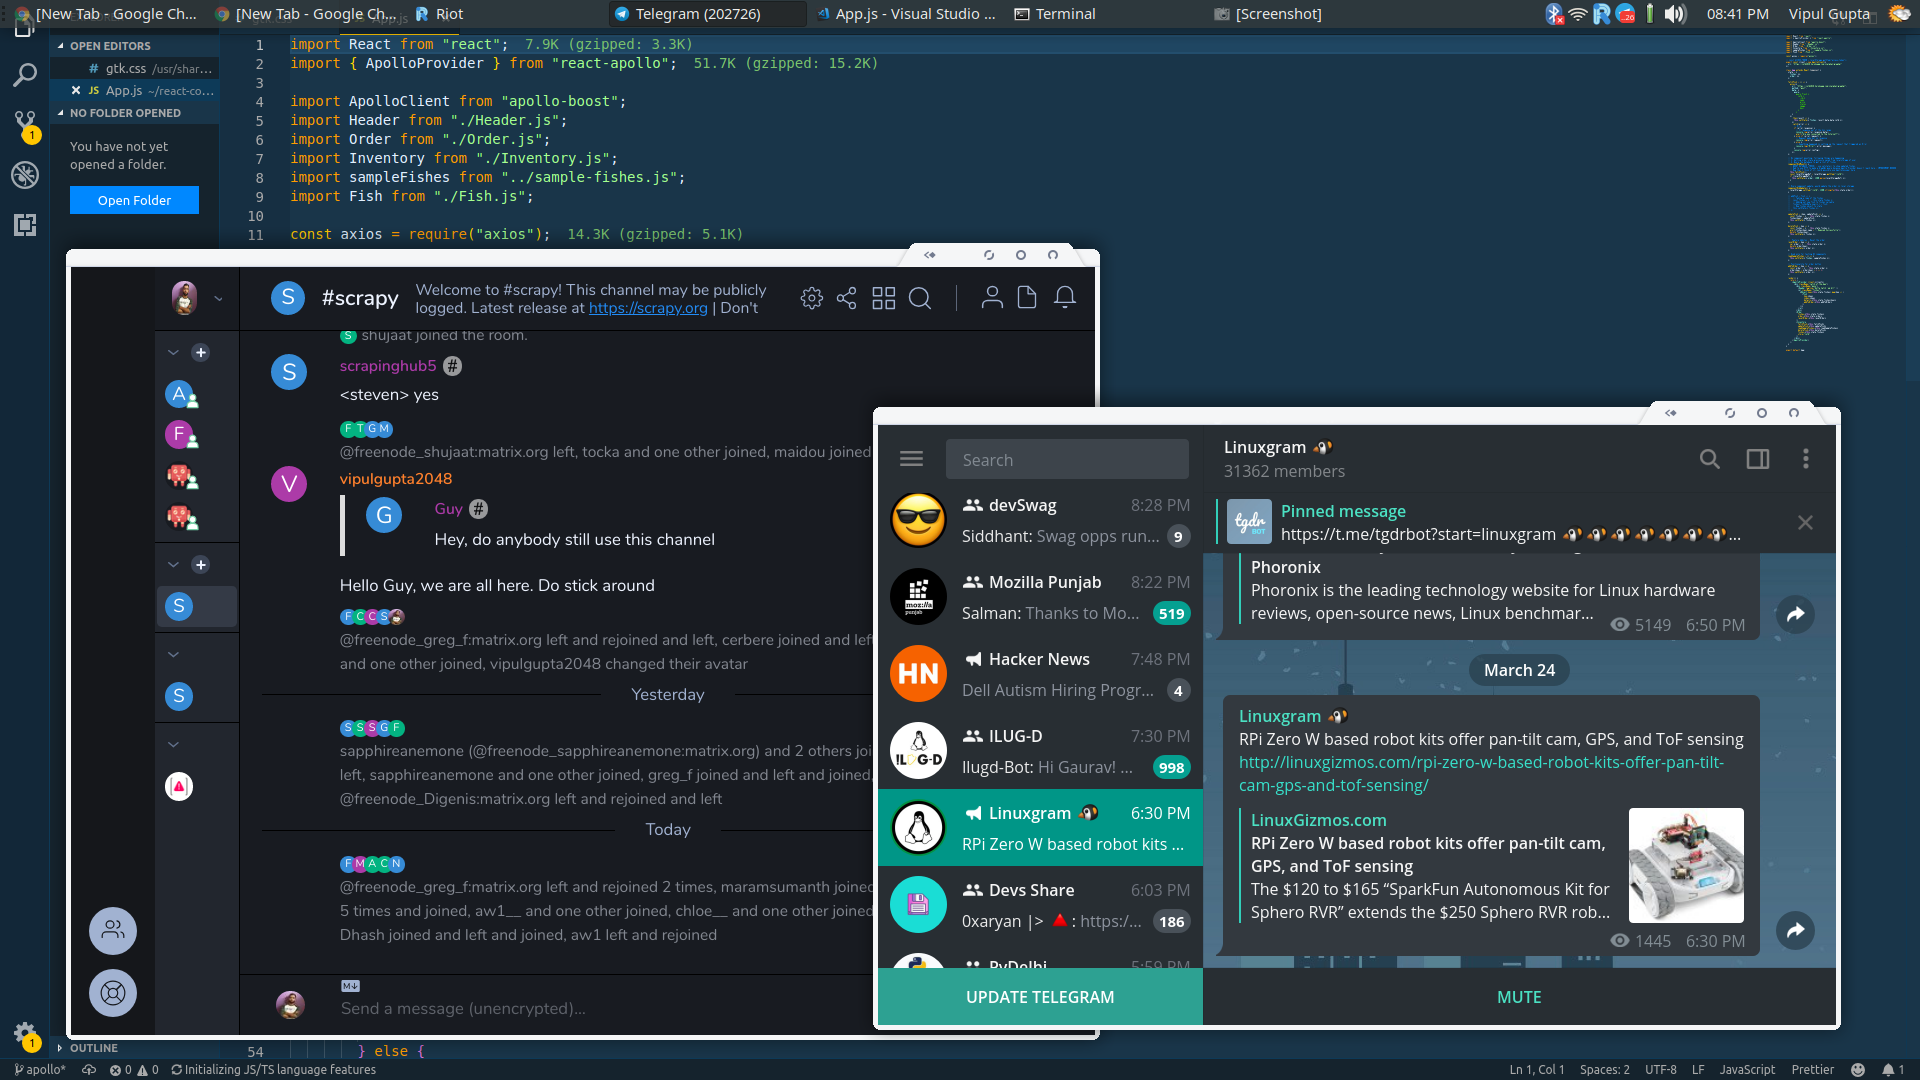 [New Tab - Google Ch...
[New Tab - Google Ch...
Riot
Telegram (202726)
App.js - Visual Studio ...
Terminal
[Screenshot]
26
08:41 PM
Vipul Gupta
OPEN EDITORS
# gtk.css /usr/shar...
JS App.js ~/react-co...
NO FOLDER OPENED
You have not yet
opened a folder.
Open Folder
1
1 import React from "react"; 7.9K (gzipped: 3.3K)
2 import { ApolloProvider } from "react-apollo"; 51.7K (gzipped: 15.2K)
3
4 import ApolloClient from "apollo-boost";
5 import Header from "./Header.js";
6 import Order from "./Order.js";
7 import Inventory from "./Inventory.js";
8 import sampleFishes from "../sample-fishes.js";
9 import Fish from "./Fish.js";
10
11 const axios = require("axios"); 14.3K (gzipped: 5.1K)
S
#scrapy
Welcome to #scrapy! This channel may be publicly
logged. Latest release at https://scrapy.org | Don't
A
F
S
S
S shujaat joined the room.
S
scrapinghub5 #
<steven> yes
F T G M
@freenode_shujaat:matrix.org left, tocka and one other joined, maidou joined
V
vipulgupta2048
G
Guy #
Hey, do anybody still use this channel
Hello Guy, we are all here. Do stick around
F C C S
@freenode_greg_f:matrix.org left and rejoined and left, cerbere joined and left
and one other joined, vipulgupta2048 changed their avatar
Yesterday
S S S G F
sapphireanemone (@freenode_sapphireanemone:matrix.org) and 2 others joi
left, sapphireanemone and one other joined, greg_f joined and left and joined,
@freenode_Digenis:matrix.org left and rejoined and left
Today
F M A C N
@freenode_greg_f:matrix.org left and rejoined 2 times, maramsumanth joined
5 times and joined, aw1__ and one other joined, chloe__ and one other joined
Dhash joined and left and joined, aw1 left and rejoined
M↓
Send a message (unencrypted)...
Search
devSwag 8:28 PM
Siddhant: Swag opps run... 9
moz://a
punjab
Mozilla Punjab 8:22 PM
Salman: Thanks to Mo... 519
HN
Hacker News 7:48 PM
Dell Autism Hiring Progr... 4
ILUG-D
ILUG-D 7:30 PM
Ilugd-Bot: Hi Gaurav! ... 998
Linuxgram 6:30 PM
RPi Zero W based robot kits ...
Devs Share 6:03 PM
0xaryan |> : https:/... 186
PyDelhi 5:59 PM
UPDATE TELEGRAM
Linuxgram
31362 members
tgdr
BOT
Pinned message
https://t.me/tgdrbot?start=linuxgram ...
Phoronix
Phoronix is the leading technology website for Linux hardware
reviews, open-source news, Linux benchmar...
5149 6:50 PM
March 24
Linuxgram
RPi Zero W based robot kits offer pan-tilt cam, GPS, and ToF sensing
http://linuxgizmos.com/rpi-zero-w-based-robot-kits-offer-pan-tilt-
cam-gps-and-tof-sensing/
LinuxGizmos.com
RPi Zero W based robot kits offer pan-tilt cam,
GPS, and ToF sensing
The $120 to $165 “SparkFun Autonomous Kit for
Sphero RVR” extends the $250 Sphero RVR rob...
1445 6:30 PM
MUTE
1
OUTLINE
54 } else {
apollo*
0 0
Initializing JS/TS language features
Ln 1, Col 1
Spaces: 2
UTF-8
LF
JavaScript
Prettier
1